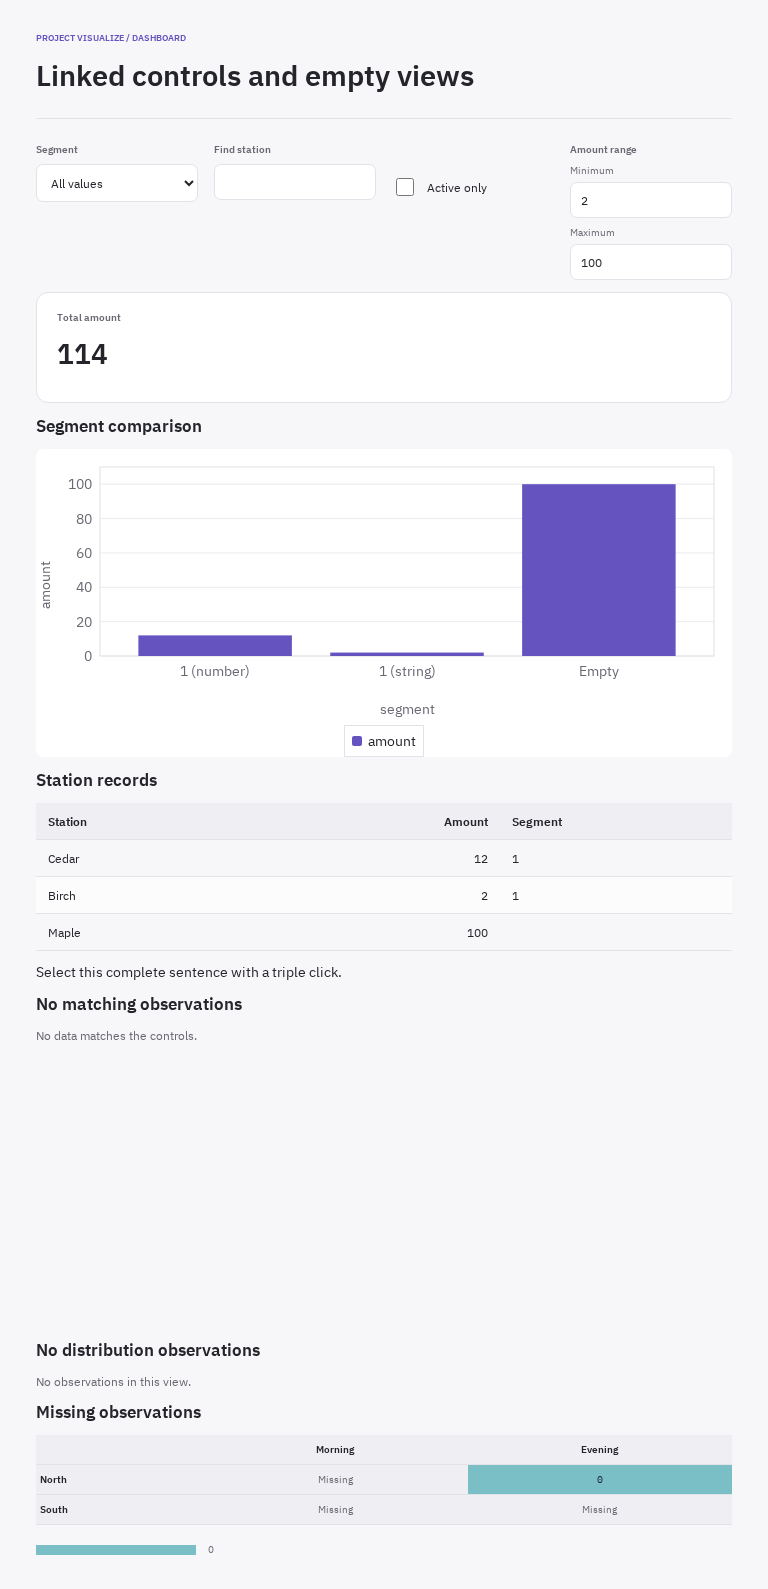 PROJECT VISUALIZE / DASHBOARD
Linked controls and empty views
Segment
Find station
Amount range
All values
Active only
Minimum
2
Maximum
100
Total amount
114
Segment comparison
100
80
60
40
20
0
amount
1 (number)
1 (string)
Empty
segment
amount
Station records
Station Amount Segment
Cedar 12 1
Birch 2 1
Maple 100
Select this complete sentence with a triple click.
No matching observations
No data matches the controls.
No distribution observations
No observations in this view.
Missing observations
Morning Evening
North Missing 0
South Missing Missing
0